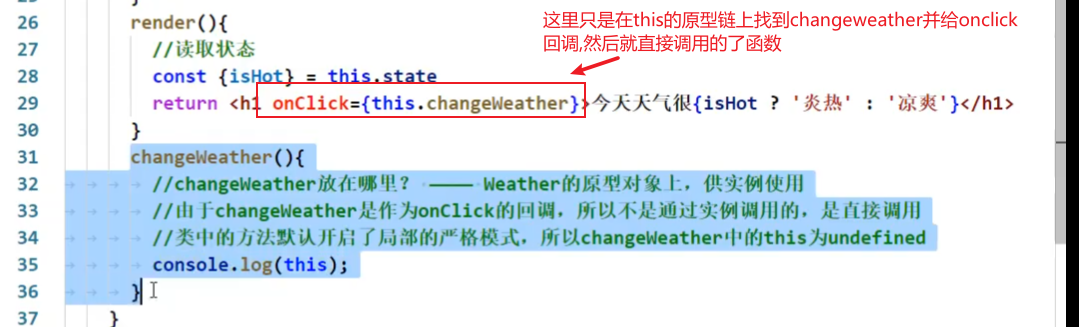 这里只是在this的原型链上找到changeweather并给onclick
回调,然后就直接调用的了函数
26 render(){
27 //读取状态
28 const {isHot} = this.state
29 return <h1 onClick={this.changeWeather}>今天天气很{isHot ? '炎热' : '凉爽'}</h1>
30 }
31 changeWeather(){
32 //changeWeather放在哪里? ———— Weather的原型对象上，供实例使用
33 //由于changeWeather是作为onClick的回调，所以不是通过实例调用的，是直接调用
34 //类中的方法默认开启了局部的严格模式，所以changeWeather中的this为undefined
35 console.log(this);
36 }
37 }